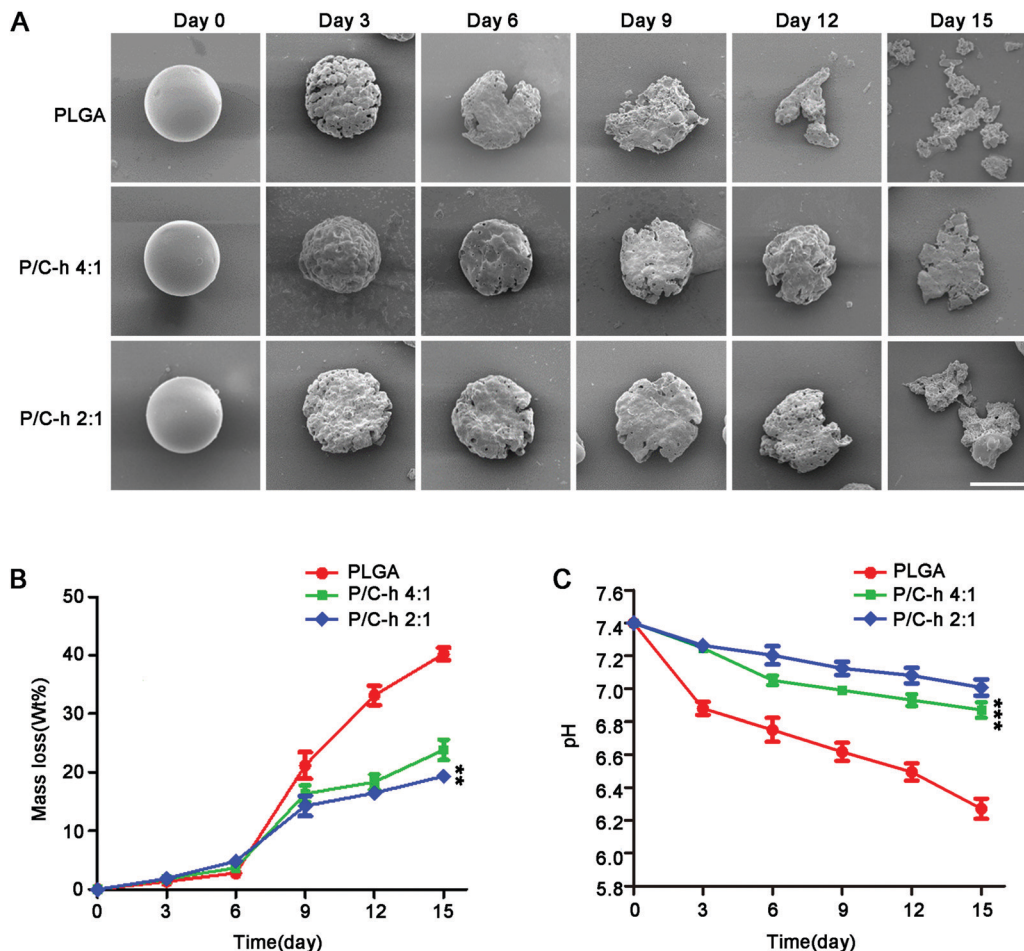 A
Day 0 Day 3 Day 6 Day 9 Day 12 Day 15
PLGA
P/C-h 4:1
P/C-h 2:1
B
PLGA
P/C-h 4:1
P/C-h 2:1
50
40
30
20
10
0
Mass loss(Wt%)
**
0 3 6 9 12 15
Time(day)
C
PLGA
P/C-h 4:1
P/C-h 2:1
7.6
7.4
7.2
7.0
6.8
6.6
6.4
6.2
6.0
5.8
pH
***
0 3 6 9 12 15
Time(day)